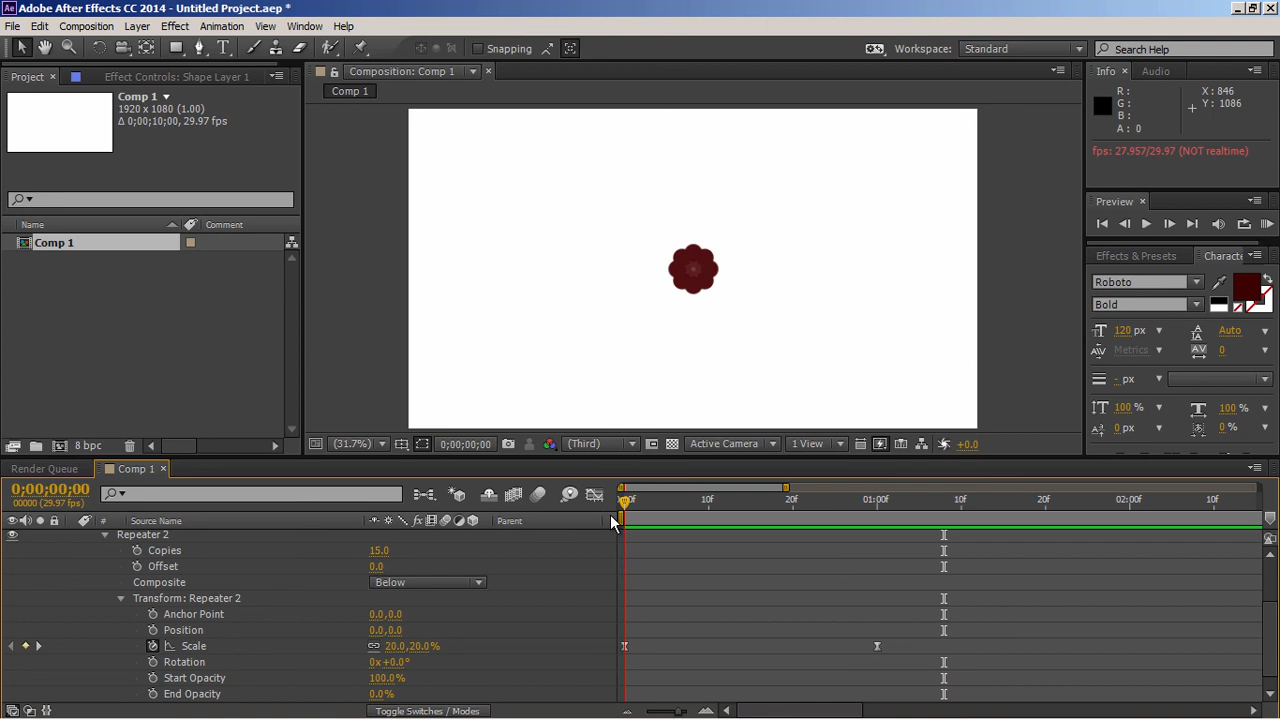 Adobe After Effects CC 2014 - Untitled Project.aep *
File Edit Composition Layer Effect Animation View Window Help
Snapping Workspace: Standard Search Help
Project Effect Controls: Shape Layer 1 Composition: Comp 1 Info Audio
Comp 1
1920 x 1080 (1.00)
Δ 0;00;10;00, 29.97 fps
Comp 1
R :
G :
B :
A : 0
X : 846
Y : 1086
fps: 27.957/29.97 (NOT realtime)
Preview
Name Comment
Comp 1
Effects & Presets Characte
Roboto
Bold
120 px Auto
Metrics 0
- px
100 % 100 %
0 px 0 %
8 bpc (31.7%) 0;00;00;00 (Third) Active Camera 1 View +0.0
Render Queue Comp 1
0;00;00;00
00000 (29.97 fps)
00f 10f 20f 01:00f 10f 20f 02:00f 10f
# Source Name fx Parent
Repeater 2
Copies 15.0
Offset 0.0
Composite Below
Transform: Repeater 2
Anchor Point 0.0,0.0
Position 0.0,0.0
Scale 20.0,20.0%
Rotation 0x+0.0°
Start Opacity 100.0%
End Opacity 0.0%
Toggle Switches / Modes